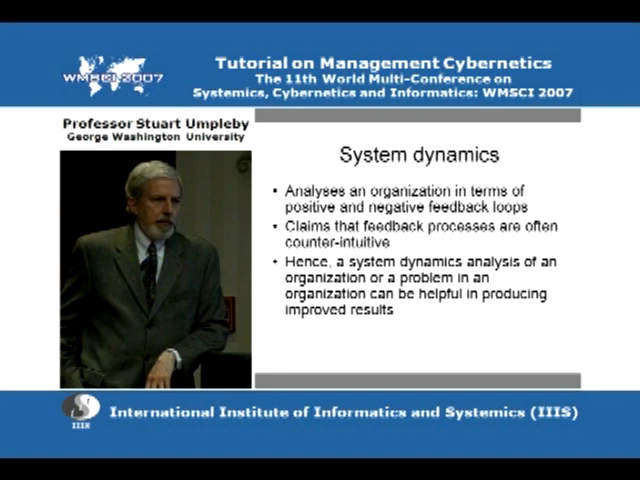 WMSCI 2007
Tutorial on Management Cybernetics
The 11th World Multi-Conference on
Systemics, Cybernetics and Informatics: WMSCI 2007
Professor Stuart Umpleby
George Washington University
System dynamics
• Analyses an organization in terms of
positive and negative feedback loops
• Claims that feedback processes are often
counter-intuitive
• Hence, a system dynamics analysis of an
organization or a problem in an
organization can be helpful in producing
improved results
IIIS
International Institute of Informatics and Systemics (IIIS)